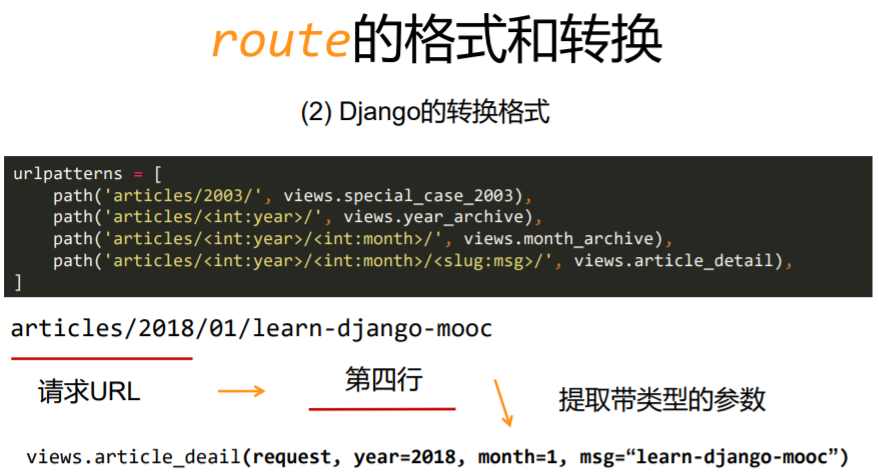 route的格式和转换
(2) Django的转换格式
urlpatterns = [
    path('articles/2003/', views.special_case_2003),
    path('articles/<int:year>/', views.year_archive),
    path('articles/<int:year>/<int:month>/', views.month_archive),
    path('articles/<int:year>/<int:month>/<slug:msg>/', views.article_detail),
]
articles/2018/01/learn-django-mooc
请求URL
第四行
提取带类型的参数
views.article_deail(request, year=2018, month=1, msg=“learn-django-mooc”)